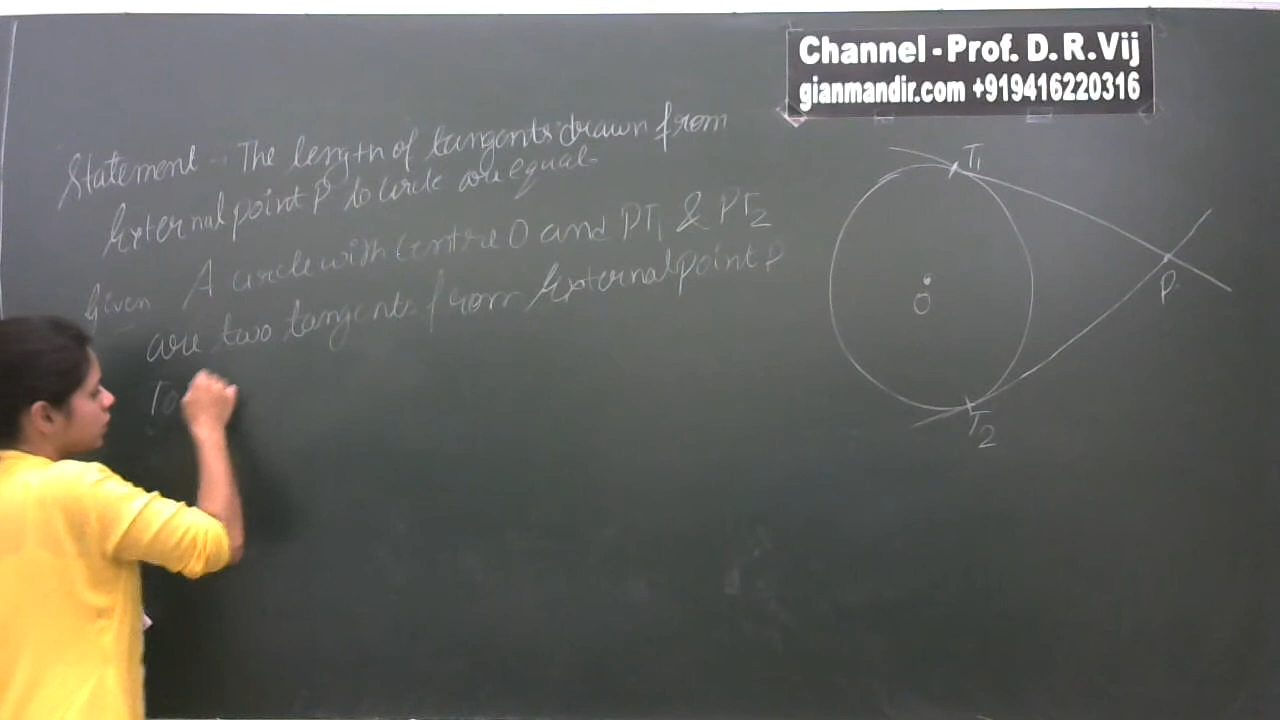 Channel - Prof. D. R. Vij
gianmandir.com +919416220316
Statement :- The length of tangents drawn from
External point P to circle are equal.
Given A circle with centre O and PT1 & PT2
are two tangents from External point P
To
T1
O
P
T2